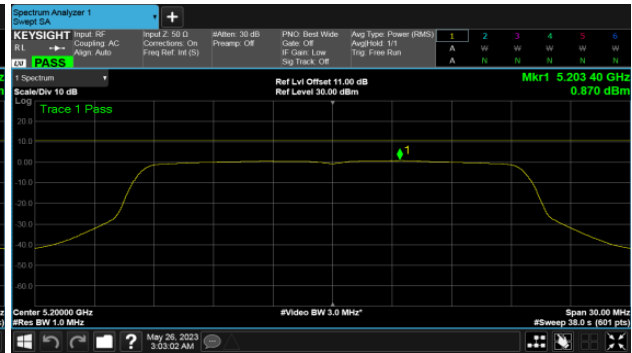 Spectrum Analyzer 1
Swept SA
+
KEYSIGHT Input: RF Input Z: 50 Ω #Atten: 30 dB PNO: Best Wide Avg Type: Power (RMS) 1 2 3 4 5 6
RL Coupling: AC Corrections: On Preamp: Off Gate: Off Avg|Hold: 1/1 A W W W W W
Align: Auto Freq Ref: Int (S) IF Gain: Low Trig: Free Run
PASS Sig Track: Off A N N N N N
1 Spectrum Ref Lvl Offset 11.00 dB Mkr1 5.203 40 GHz
Scale/Div 10 dB Ref Level 30.00 dBm 0.870 dBm
Log
Trace 1 Pass
20.0
10.0
1
0.00
-10.0
-20.0
-30.0
-40.0
-50.0
-60.0
Center 5.20000 GHz #Video BW 3.0 MHz* Span 30.00 MHz
#Res BW 1.0 MHz #Sweep 38.0 s (601 pts)
? May 26, 2023
3:03:02 AM